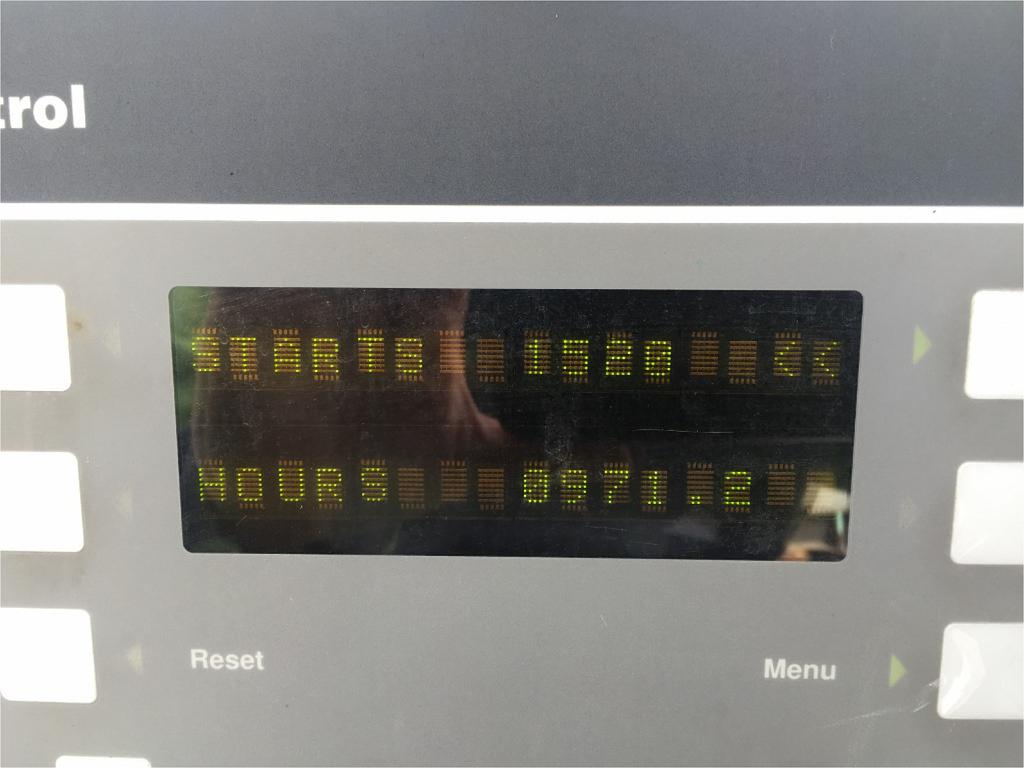 trol
STARTS 1520 <<
HOURS 0971.2
Reset Menu